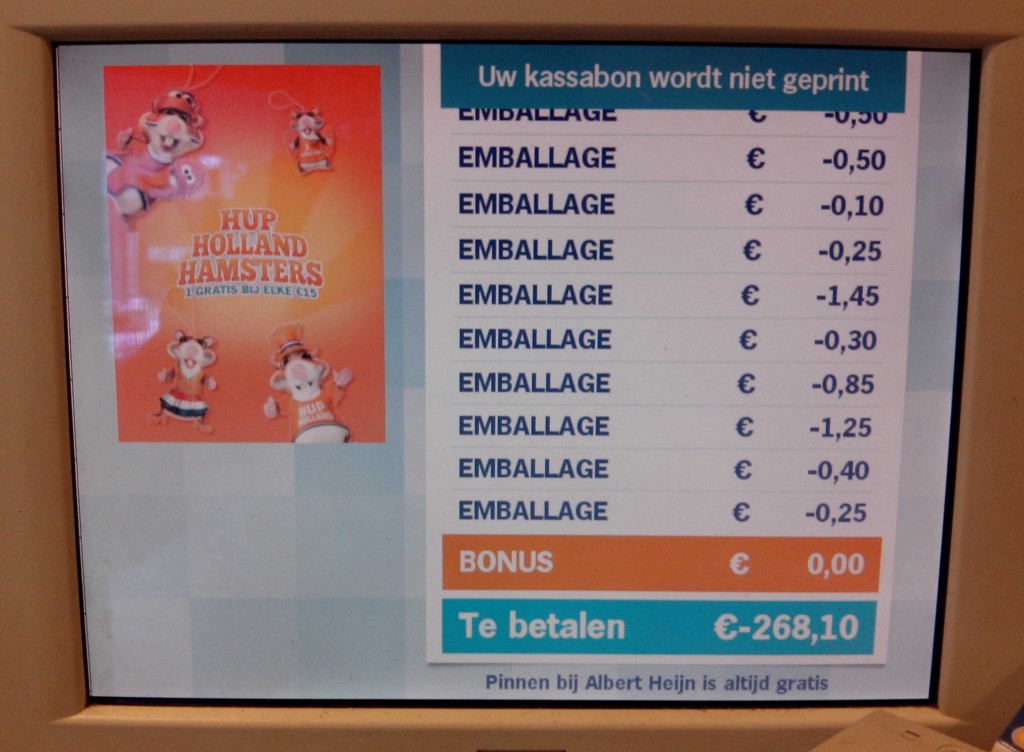 HUP
HOLLAND
HAMSTERS
1 GRATIS BIJ ELKE €15
HUP
HOLLAND
Uw kassabon wordt niet geprint
EMBALLAGE € -0,50
EMBALLAGE € -0,50
EMBALLAGE € -0,10
EMBALLAGE € -0,25
EMBALLAGE € -1,45
EMBALLAGE € -0,30
EMBALLAGE € -0,85
EMBALLAGE € -1,25
EMBALLAGE € -0,40
EMBALLAGE € -0,25
BONUS € 0,00
Te betalen €-268,10
Pinnen bij Albert Heijn is altijd gratis